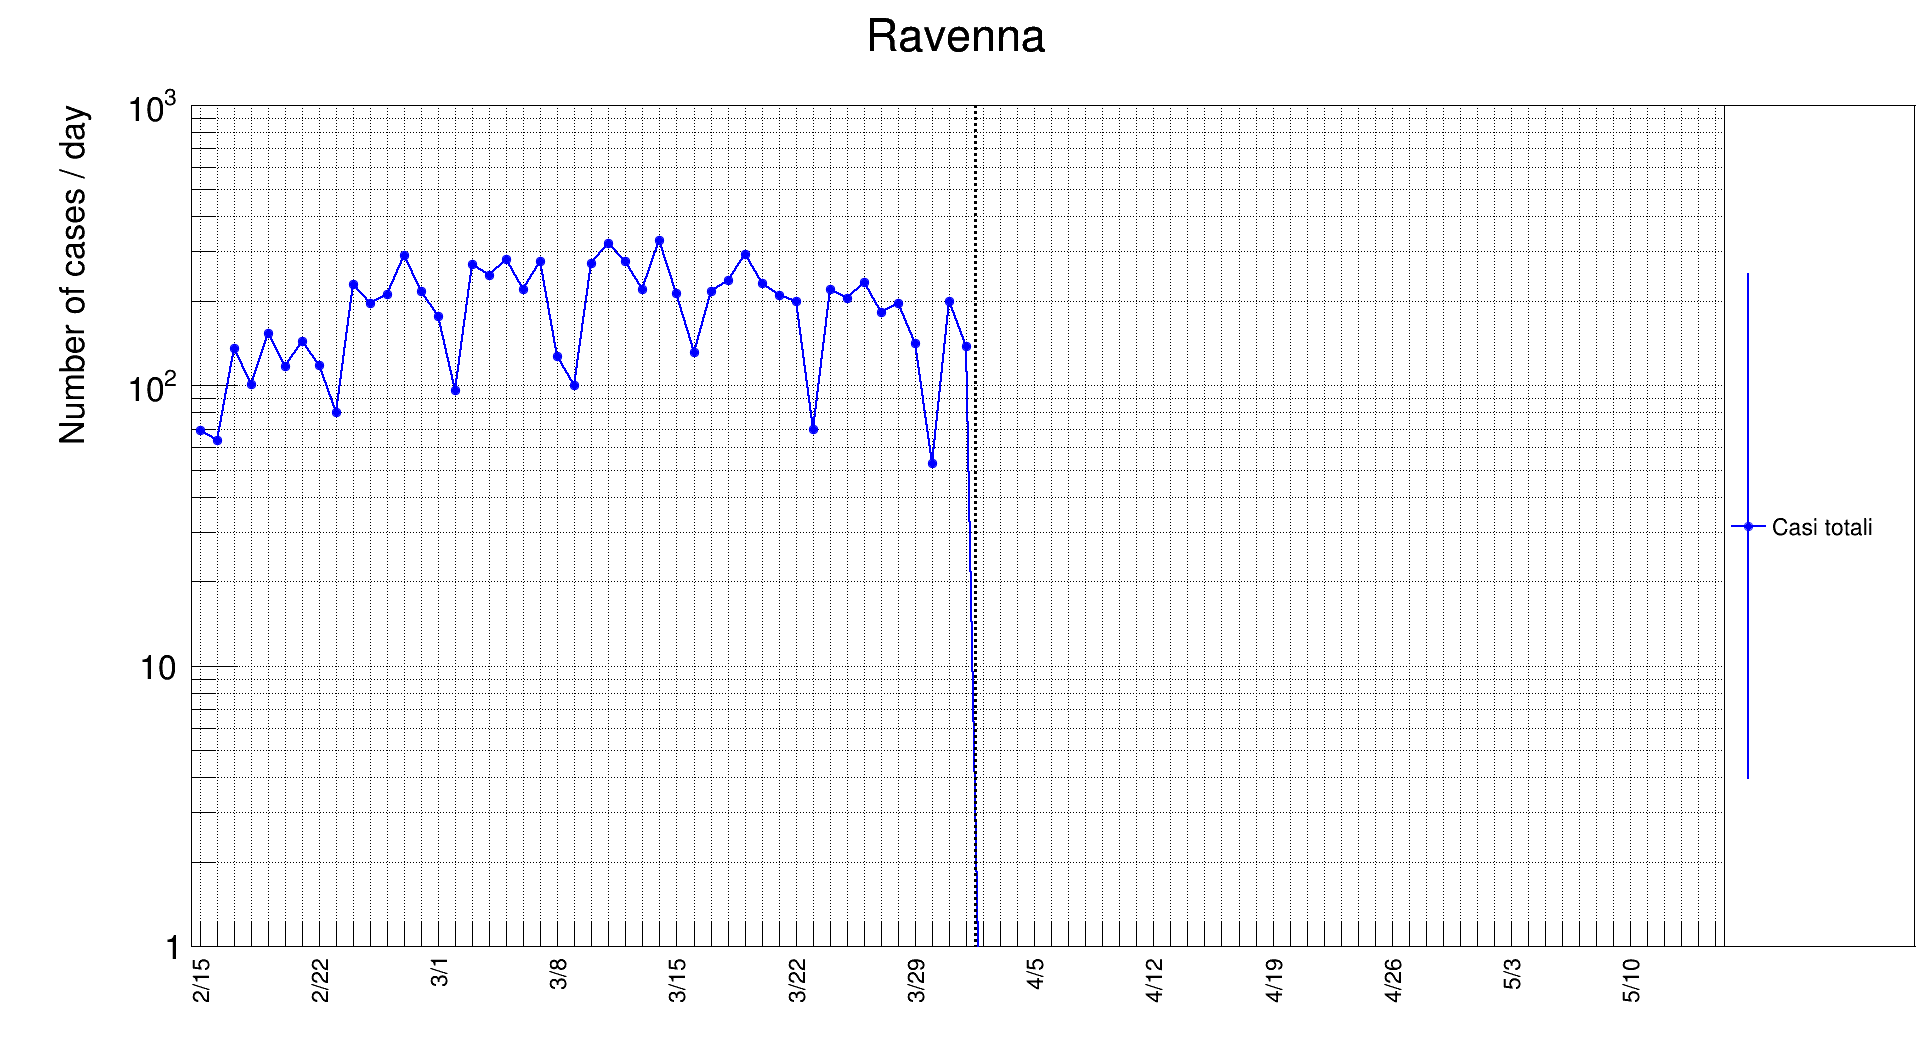 Ravenna
Number of cases / day
10³
10²
10
1
2/15 2/22 3/1 3/8 3/15 3/22 3/29 4/5 4/12 4/19 4/26 5/3 5/10
Casi totali